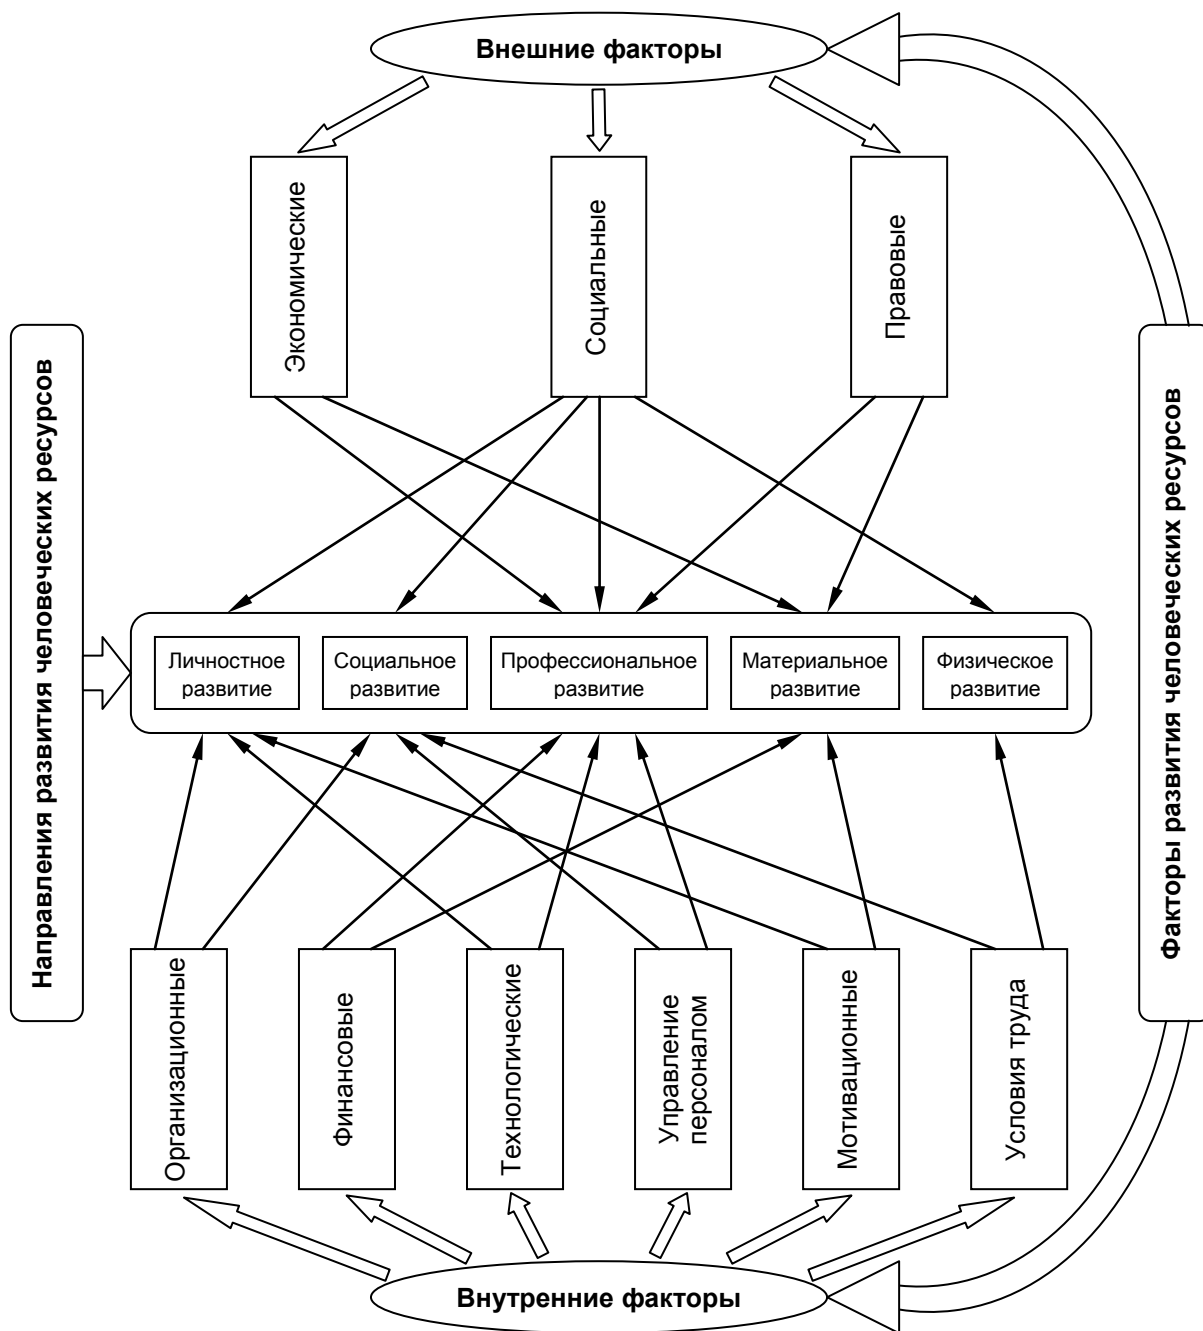 Внешние факторы
Экономические
Социальные
Правовые
Направления развития человеческих ресурсов
Факторы развития человеческих ресурсов
Личностное
развитие
Социальное
развитие
Профессиональное
развитие
Материальное
развитие
Физическое
развитие
Организационные
Финансовые
Технологические
Управление
персоналом
Мотивационные
Условия труда
Внутренние факторы